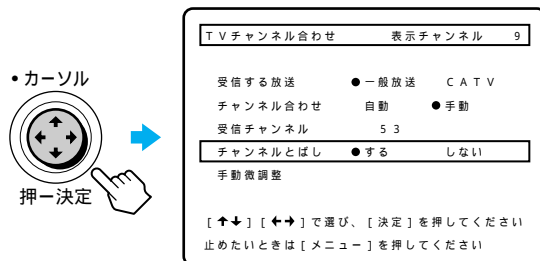 •カーソル
押ー決定
TVチャンネル合わせ 表示チャンネル 9
受信する放送 ●一般放送 CATV
チャンネル合わせ 自動 ●手動
受信チャンネル 53
チャンネルとばし ●する しない
手動微調整
[↑↓][←→]で選び、[決定]を押してください
止めたいときは[メニュー]を押してください